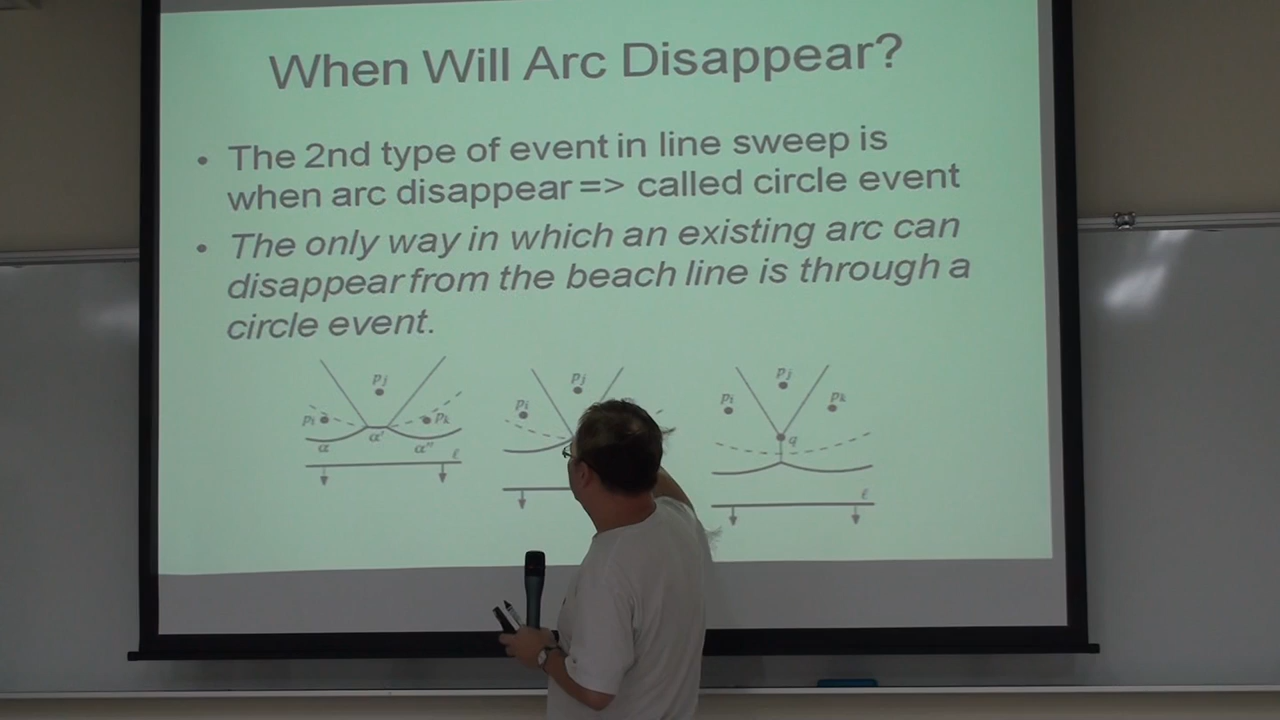 When Will Arc Disappear?
• The 2nd type of event in line sweep is
when arc disappear => called circle event
• The only way in which an existing arc can
disappear from the beach line is through a
circle event.
pj
pi
pk
α
α'
α''
ℓ
pj
pi
pj
pi
pk
q
ℓ